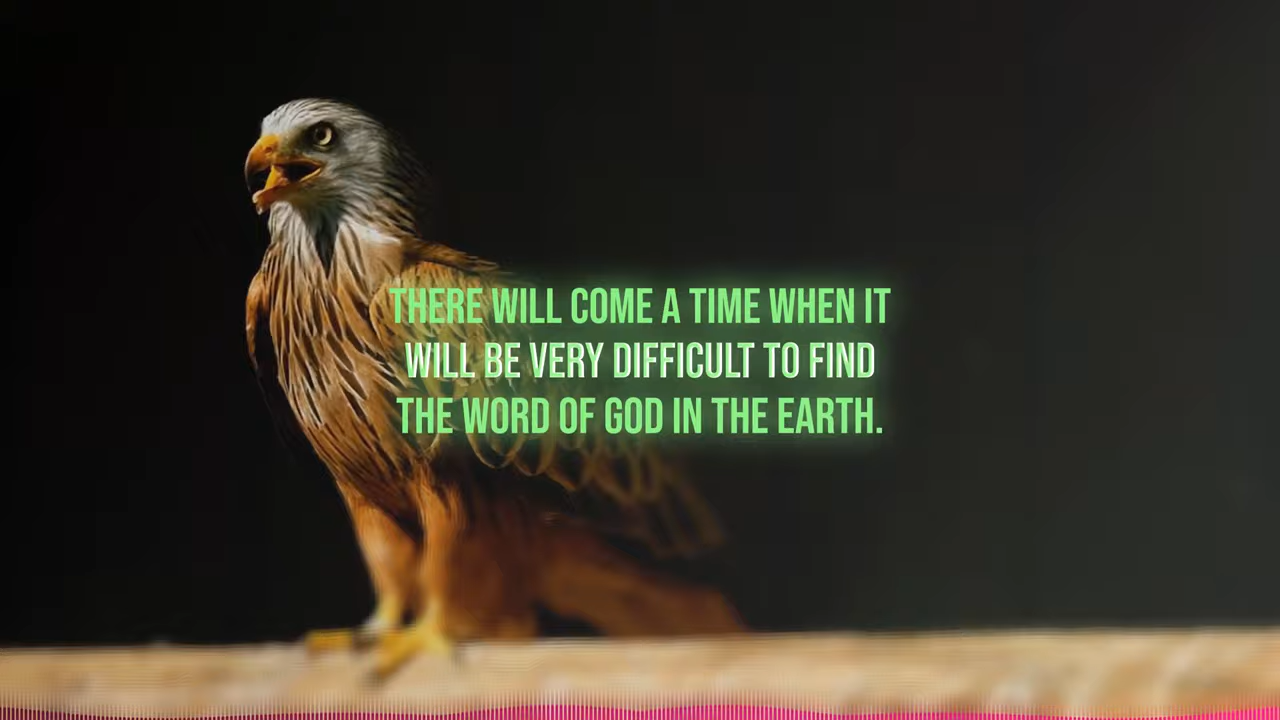 THERE WILL COME A TIME WHEN IT
WILL BE VERY DIFFICULT TO FIND
THE WORD OF GOD IN THE EARTH.